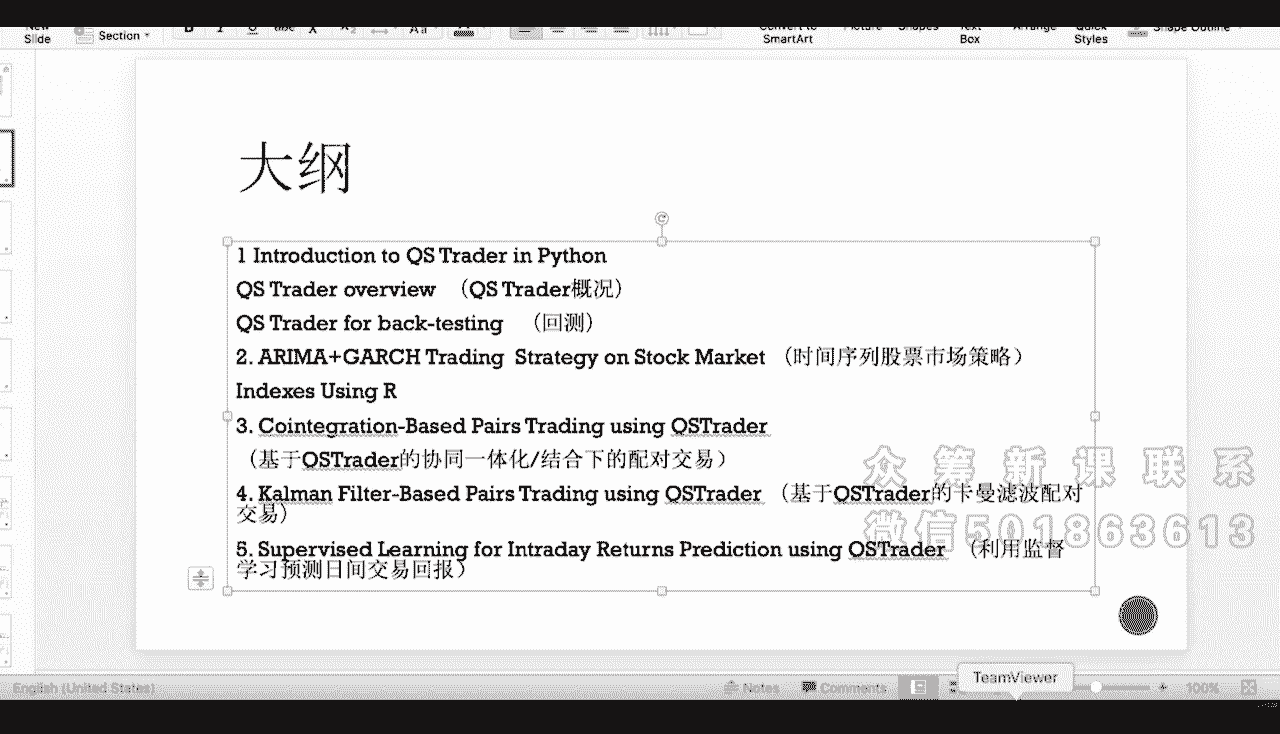 New
Slide
Section
B I U abc X X₂ Aa
Convert to
SmartArt
Picture
Shapes
Text
Box
Arrange
Quick
Styles
Shape Outline
大纲
1 Introduction to QS Trader in Python
QS Trader overview （QS Trader概况）
QS Trader for back-testing （回测）
2. ARIMA+GARCH Trading Strategy on Stock Market （时间序列股票市场策略）
Indexes Using R
3. Cointegration-Based Pairs Trading using QSTrader
（基于QSTrader的协同一体化/结合下的配对交易）
4. Kalman Filter-Based Pairs Trading using QSTrader （基于QSTrader的卡曼滤波配对
交易）
5. Supervised Learning for Intraday Returns Prediction using QSTrader （利用监督
学习预测日间交易回报）
众筹新课联系
微信501863613
English (United States)
Notes
Comments
TeamViewer
100%